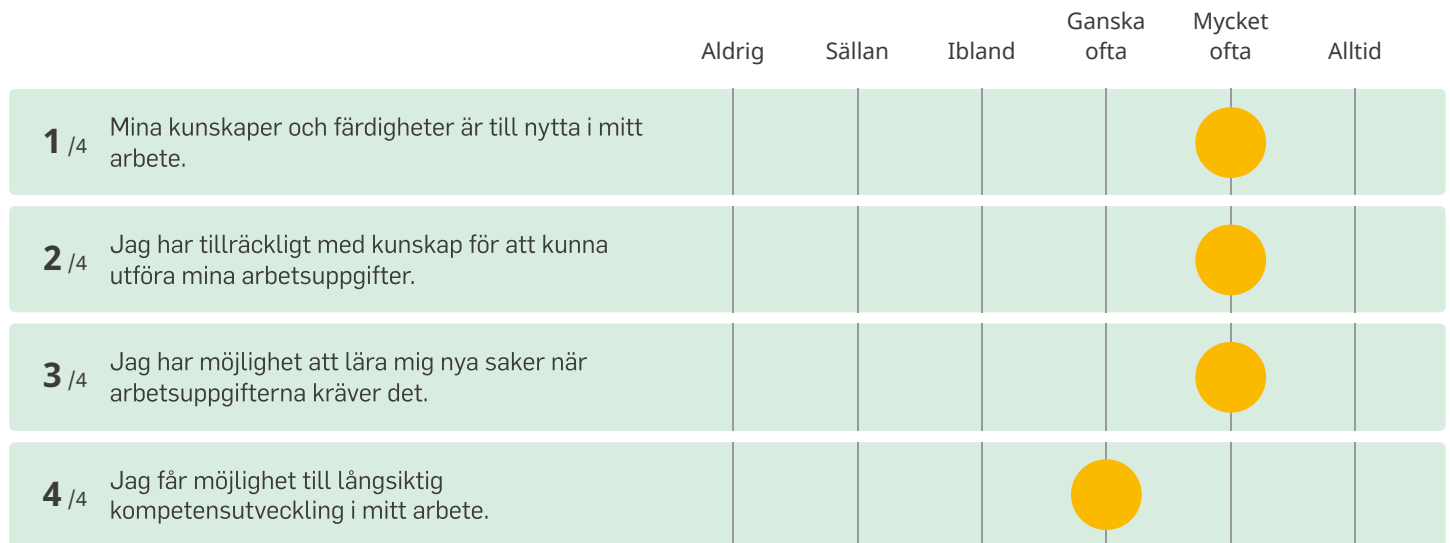 Aldrig Sällan Ibland Ganska ofta Mycket ofta Alltid
1 /4 Mina kunskaper och färdigheter är till nytta i mitt
arbete.
2 /4 Jag har tillräckligt med kunskap för att kunna
utföra mina arbetsuppgifter.
3 /4 Jag har möjlighet att lära mig nya saker när
arbetsuppgifterna kräver det.
4 /4 Jag får möjlighet till långsiktig
kompetensutveckling i mitt arbete.